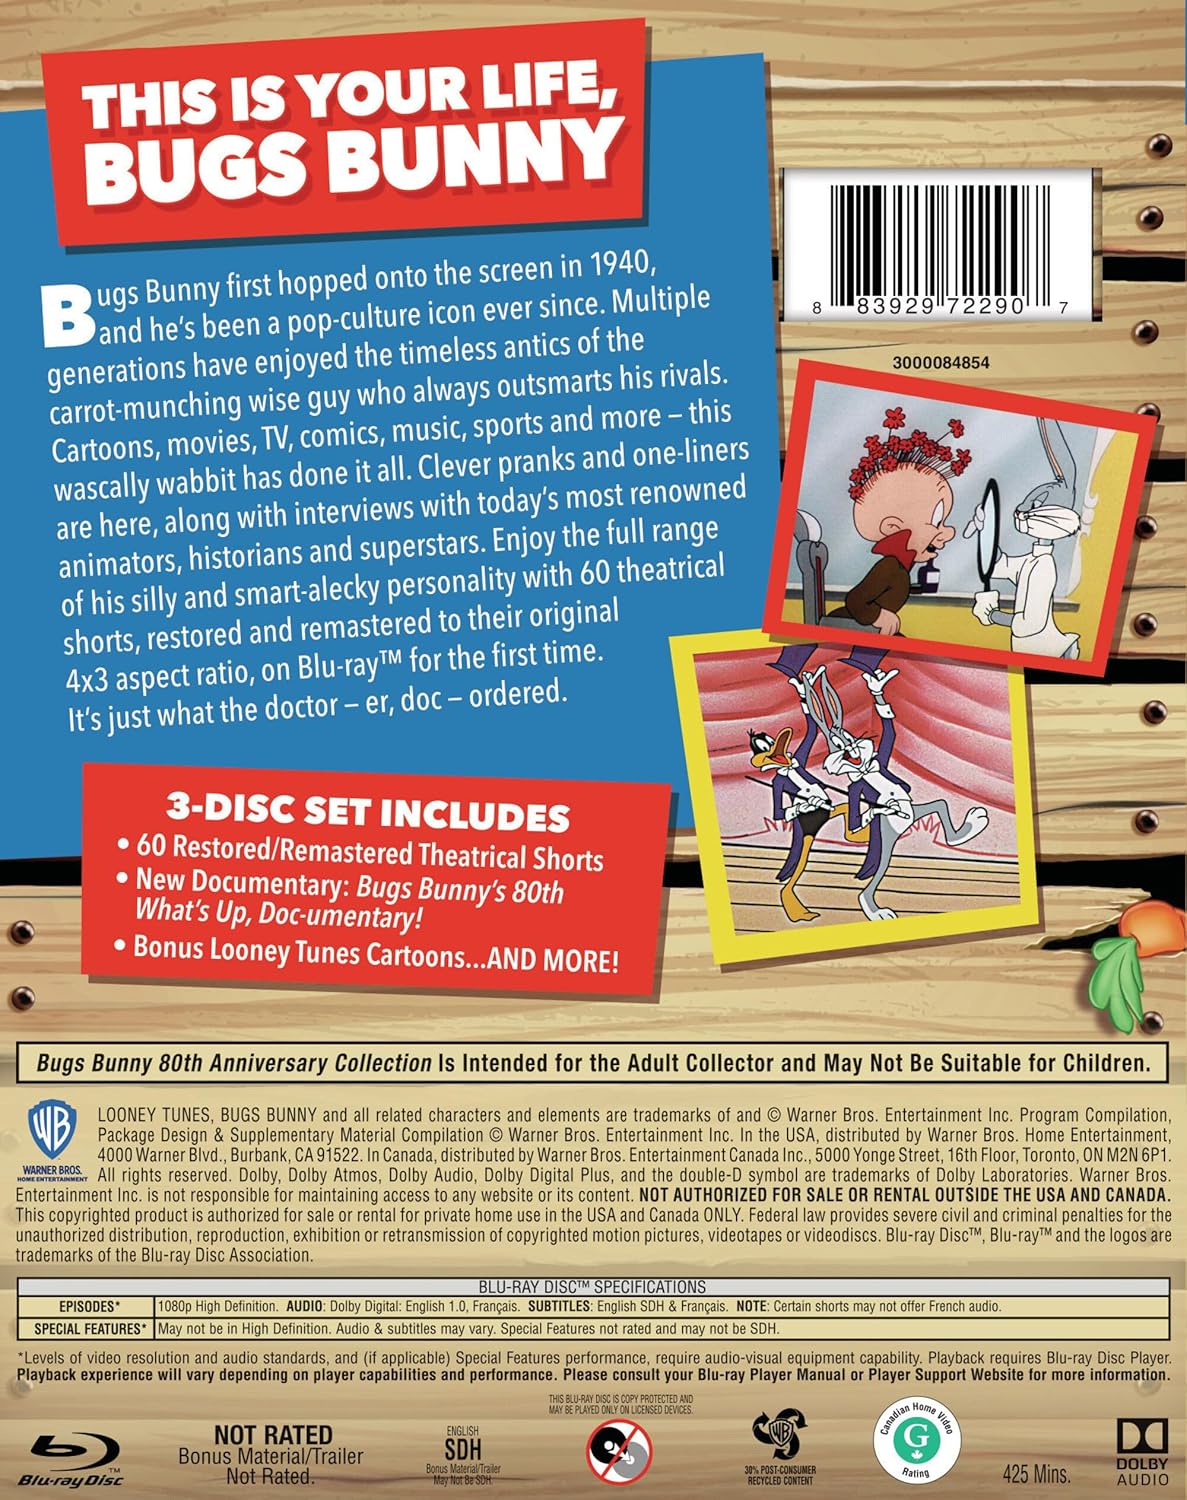 THIS IS YOUR LIFE,
BUGS BUNNY
Bugs Bunny first hopped onto the screen in 1940,
and he's been a pop-culture icon ever since. Multiple
generations have enjoyed the timeless antics of the
carrot-munching wise guy who always outsmarts his rivals.
Cartoons, movies, TV, comics, music, sports and more – this
wascally wabbit has done it all. Clever pranks and one-liners
are here, along with interviews with today's most renowned
animators, historians and superstars. Enjoy the full range
of his silly and smart-alecky personality with 60 theatrical
shorts, restored and remastered to their original
4x3 aspect ratio, on Blu-ray™ for the first time.
It's just what the doctor – er, doc – ordered.
8 83929 72290 7
3000084854
3-DISC SET INCLUDES
• 60 Restored/Remastered Theatrical Shorts
• New Documentary: Bugs Bunny's 80th
What's Up, Doc-umentary!
• Bonus Looney Tunes Cartoons...AND MORE!
Bugs Bunny 80th Anniversary Collection Is Intended for the Adult Collector and May Not Be Suitable for Children.
WB
WARNER BROS.
HOME ENTERTAINMENT
LOONEY TUNES, BUGS BUNNY and all related characters and elements are trademarks of and © Warner Bros. Entertainment Inc. Program Compilation,
Package Design & Supplementary Material Compilation © Warner Bros. Entertainment Inc. In the USA, distributed by Warner Bros. Home Entertainment,
4000 Warner Blvd., Burbank, CA 91522. In Canada, distributed by Warner Bros. Entertainment Canada Inc., 5000 Yonge Street, 16th Floor, Toronto, ON M2N 6P1.
All rights reserved. Dolby, Dolby Atmos, Dolby Audio, Dolby Digital Plus, and the double-D symbol are trademarks of Dolby Laboratories. Warner Bros.
Entertainment Inc. is not responsible for maintaining access to any website or its content. NOT AUTHORIZED FOR SALE OR RENTAL OUTSIDE THE USA AND CANADA.
This copyrighted product is authorized for sale or rental for private home use in the USA and Canada ONLY. Federal law provides severe civil and criminal penalties for the
unauthorized distribution, reproduction, exhibition or retransmission of copyrighted motion pictures, videotapes or videodiscs. Blu-ray Disc™, Blu-ray™ and the logos are
trademarks of the Blu-ray Disc Association.
BLU-RAY DISC™ SPECIFICATIONS
EPISODES* 1080p High Definition. AUDIO: Dolby Digital: English 1.0, Français. SUBTITLES: English SDH & Français. NOTE: Certain shorts may not offer French audio.
SPECIAL FEATURES* May not be in High Definition. Audio & subtitles may vary. Special Features not rated and may not be SDH.
*Levels of video resolution and audio standards, and (if applicable) Special Features performance, require audio-visual equipment capability. Playback requires Blu-ray Disc Player.
Playback experience will vary depending on player capabilities and performance. Please consult your Blu-ray Player Manual or Player Support Website for more information.
THIS BLU-RAY DISC IS COPY PROTECTED AND
MAY BE PLAYED ONLY ON LICENSED DEVICES.
Blu-ray Disc™
NOT RATED
Bonus Material/Trailer
Not Rated.
ENGLISH
SDH
Bonus Material/Trailer
May Not Be SDH.
WB
30% POST-CONSUMER
RECYCLED CONTENT
Canadian Home Video
G
Rating
425 Mins.
DOLBY
AUDIO